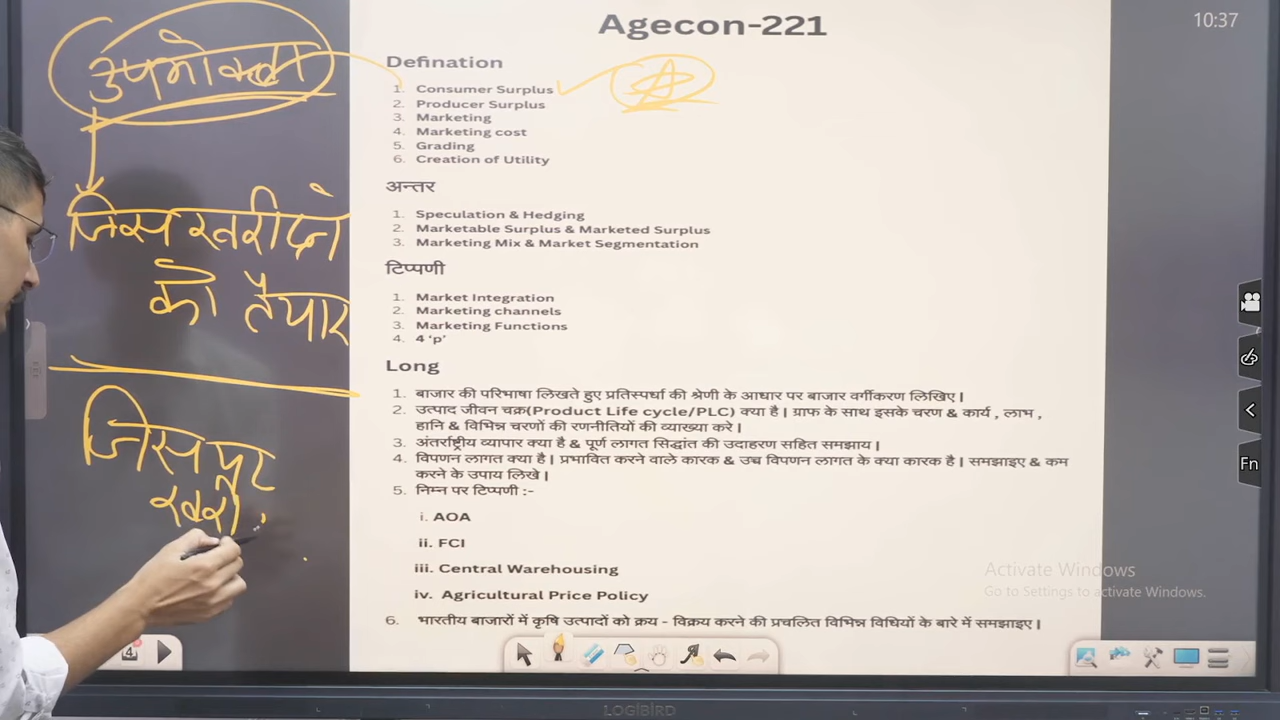 Agecon-221
10:37
उपभोक्ता
Defination
1. Consumer Surplus
2. Producer Surplus
3. Marketing
4. Marketing cost
5. Grading
6. Creation of Utility
जिस खरीदने
को तैयार
अन्तर
1. Speculation & Hedging
2. Marketable Surplus & Marketed Surplus
3. Marketing Mix & Market Segmentation
टिप्पणी
1. Market Integration
2. Marketing channels
3. Marketing Functions
4. 4 ‘p’
जिस पर
Long
1. बाजार की परिभाषा लिखते हुए प्रतिस्पर्धा की श्रेणी के आधार पर बाजार वर्गीकरण लिखिए |
2. उत्पाद जीवन चक्र(Product Life cycle/PLC) क्या है | ग्राफ के साथ इसके चरण & कार्य , लाभ ,
हानि & विभिन्न चरणों की रणनीतियों की व्याख्या करे |
3. अंतर्राष्ट्रीय व्यापार क्या है & पूर्ण लागत सिद्धांत की उदाहरण सहित समझाय |
4. विपणन लागत क्या है | प्रभावित करने वाले कारक & उच्च विपणन लागत के क्या कारक है | समझाइए & कम
करने के उपाय लिखे |
5. निम्न पर टिप्पणी :-
i. AOA
ii. FCI
iii. Central Warehousing
iv. Agricultural Price Policy
6. भारतीय बाजारों में कृषि उत्पादों को क्रय - विक्रय करने की प्रचलित विभिन्न विधियों के बारे में समझाइए |
Activate Windows
Go to Settings to activate Windows.
Fn
4
LOGIBIRD